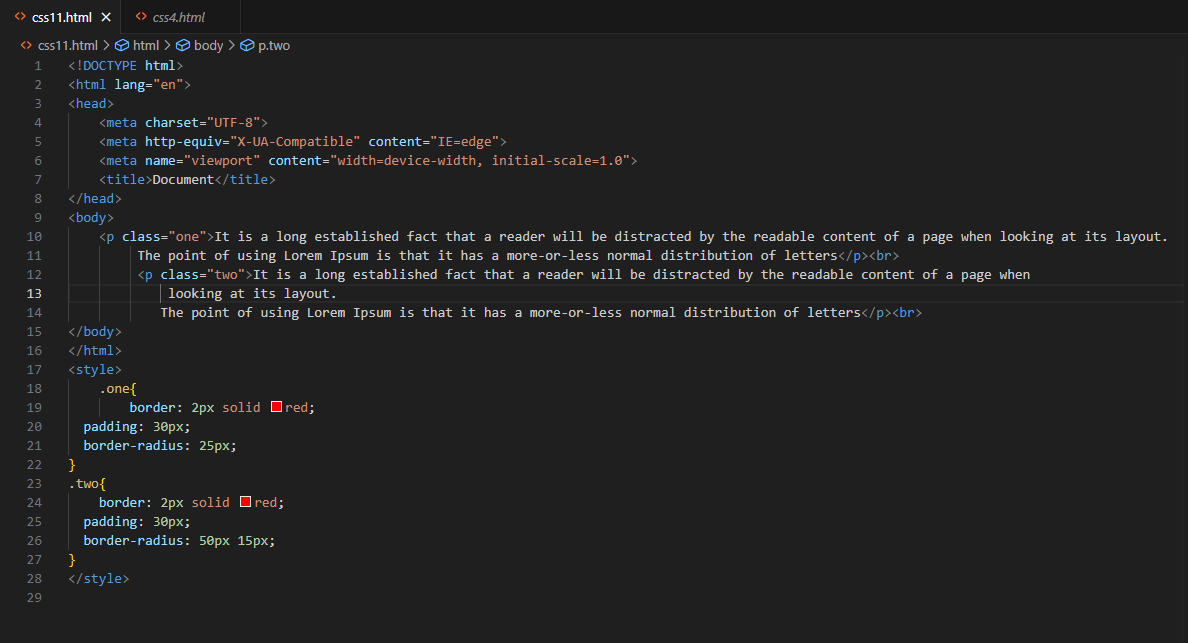 css11.html × css4.html
css11.html > html > body > p.two
1 <!DOCTYPE html>
2 <html lang="en">
3 <head>
4 <meta charset="UTF-8">
5 <meta http-equiv="X-UA-Compatible" content="IE=edge">
6 <meta name="viewport" content="width=device-width, initial-scale=1.0">
7 <title>Document</title>
8 </head>
9 <body>
10 <p class="one">It is a long established fact that a reader will be distracted by the readable content of a page when looking at its layout.
11 The point of using Lorem Ipsum is that it has a more-or-less normal distribution of letters</p><br>
12 <p class="two">It is a long established fact that a reader will be distracted by the readable content of a page when
13 looking at its layout.
14 The point of using Lorem Ipsum is that it has a more-or-less normal distribution of letters</p><br>
15 </body>
16 </html>
17 <style>
18 .one{
19 border: 2px solid red;
20 padding: 30px;
21 border-radius: 25px;
22 }
23 .two{
24 border: 2px solid red;
25 padding: 30px;
26 border-radius: 50px 15px;
27 }
28 </style>
29